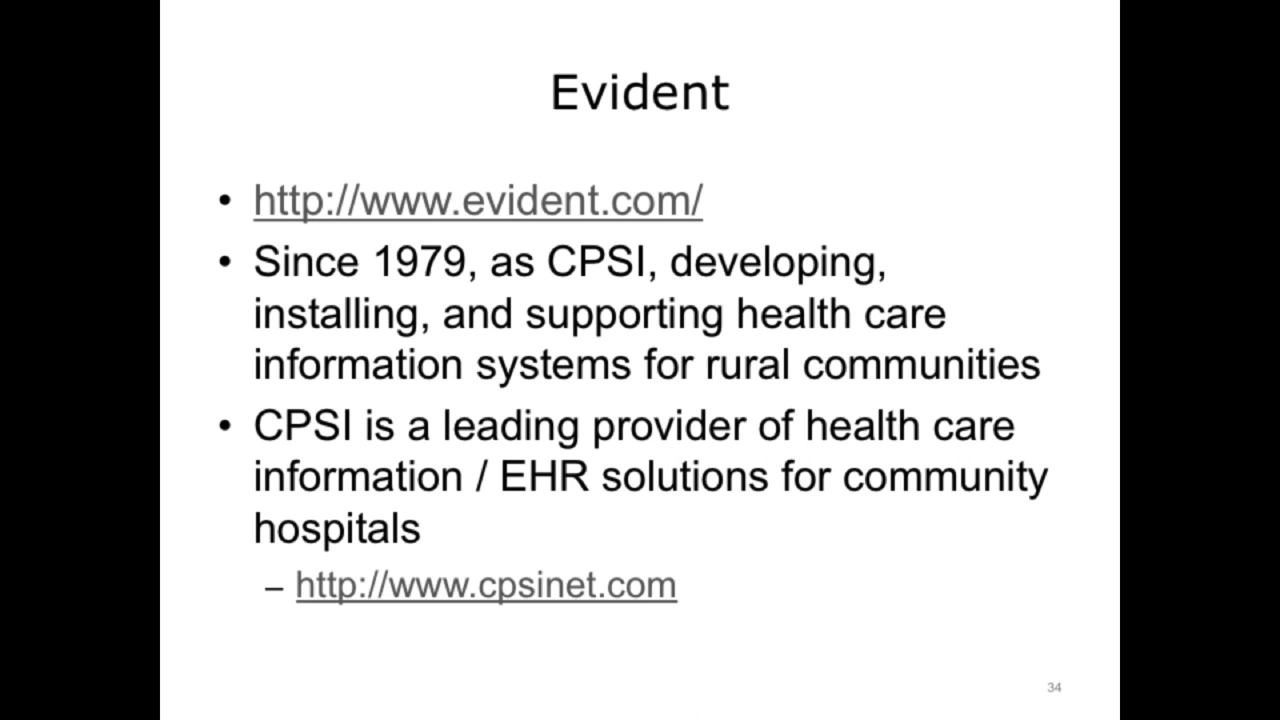 Evident
• http://www.evident.com/
• Since 1979, as CPSI, developing,
installing, and supporting health care
information systems for rural communities
• CPSI is a leading provider of health care
information / EHR solutions for community
hospitals
– http://www.cpsinet.com
34